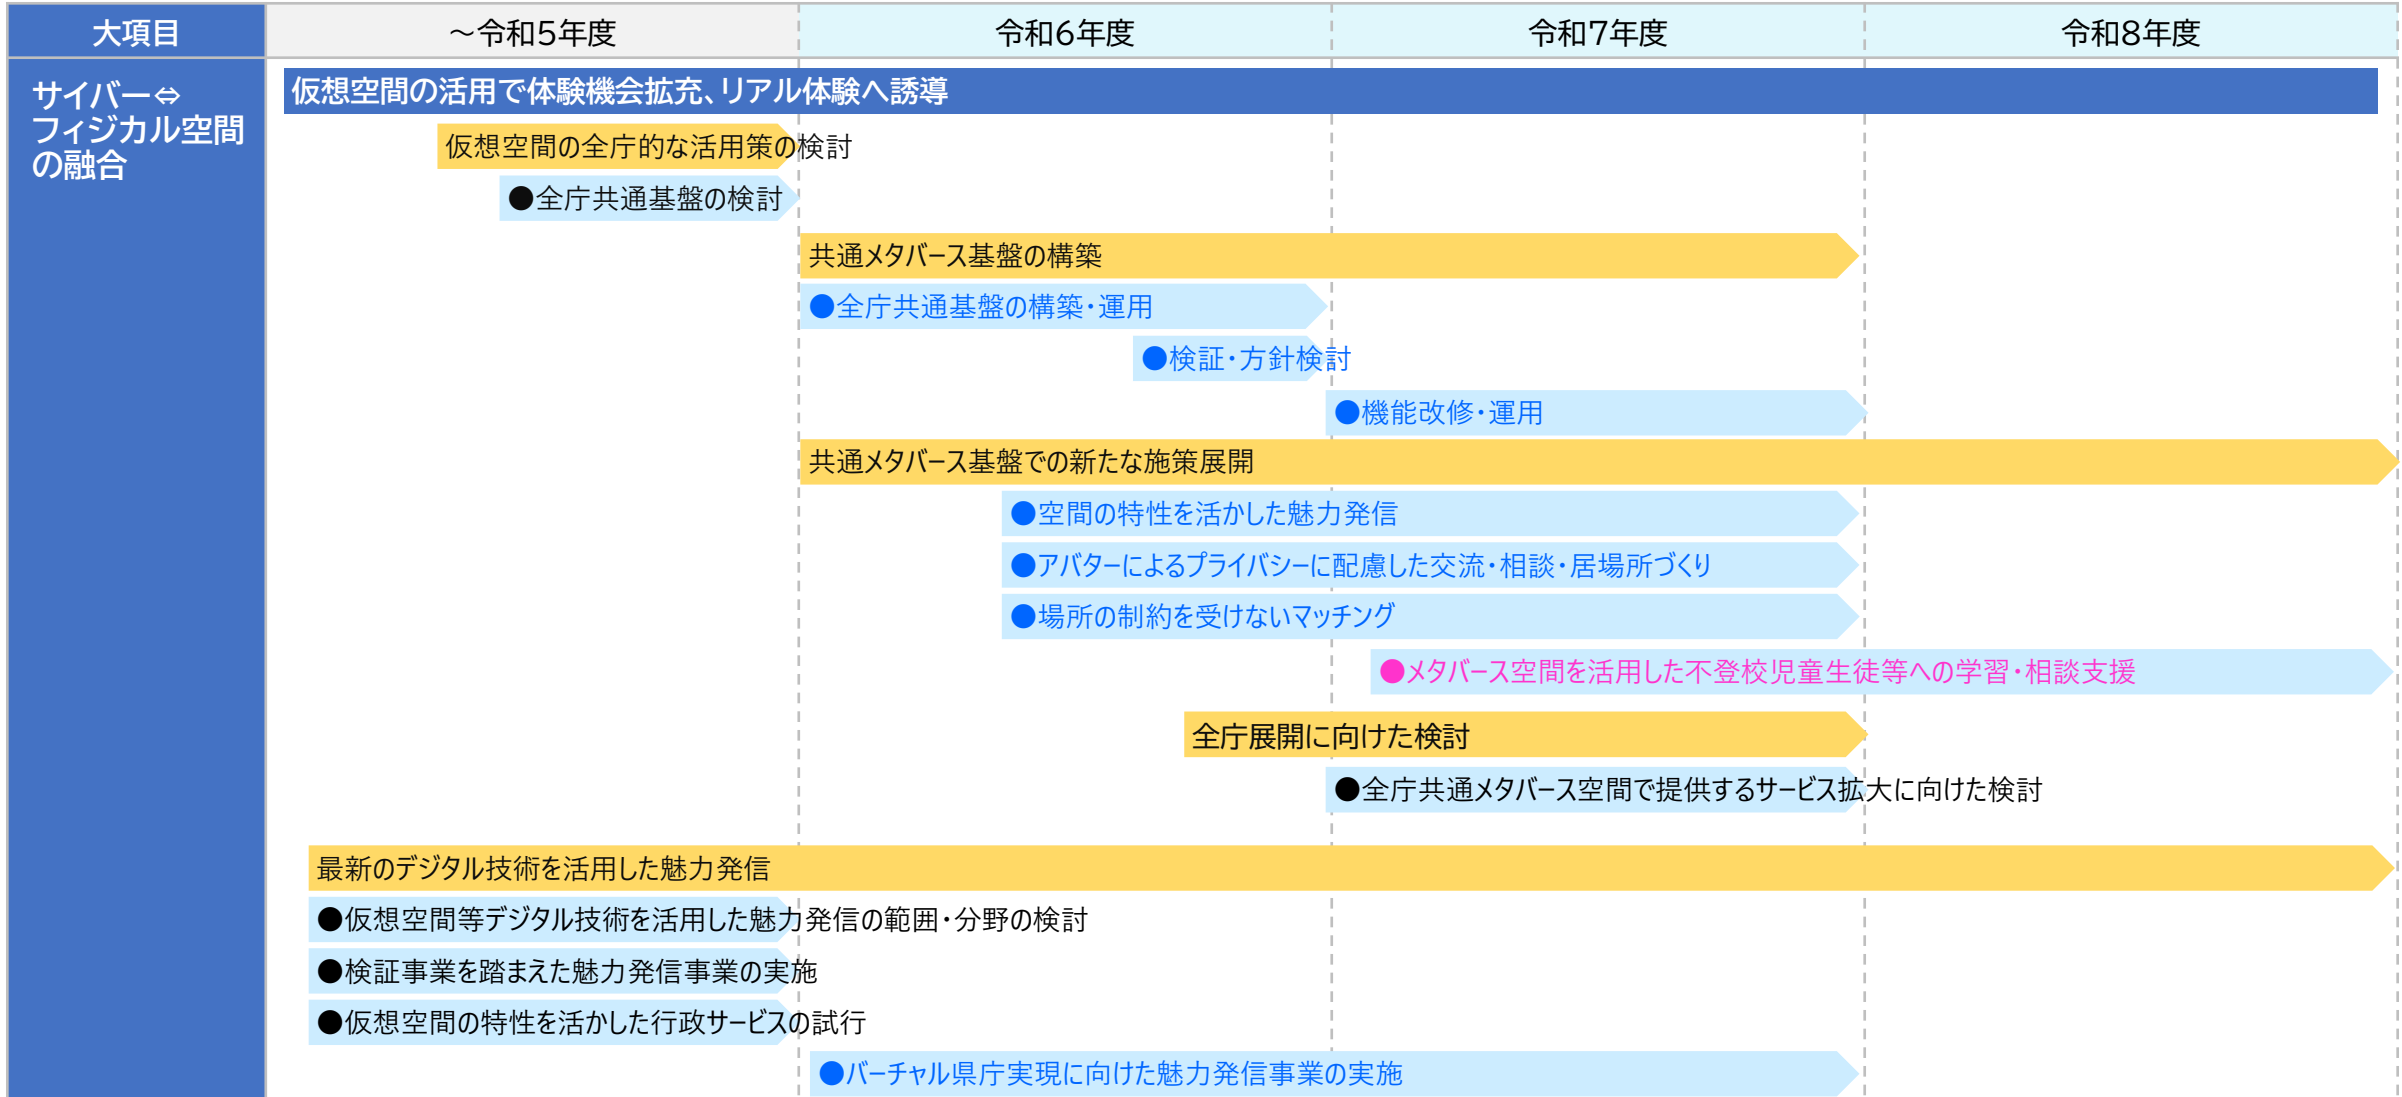 大項目
～令和5年度
令和6年度
令和7年度
令和8年度
サイバー⇔
フィジカル空間
の融合
仮想空間の活用で体験機会拡充、リアル体験へ誘導
仮想空間の全庁的な活用策の検討
●全庁共通基盤の検討
共通メタバース基盤の構築
●全庁共通基盤の構築・運用
●検証・方針検討
●機能改修・運用
共通メタバース基盤での新たな施策展開
●空間の特性を活かした魅力発信
●アバターによるプライバシーに配慮した交流・相談・居場所づくり
●場所の制約を受けないマッチング
●メタバース空間を活用した不登校児童生徒等への学習・相談支援
全庁展開に向けた検討
●全庁共通メタバース空間で提供するサービス拡大に向けた検討
最新のデジタル技術を活用した魅力発信
●仮想空間等デジタル技術を活用した魅力発信の範囲・分野の検討
●検証事業を踏まえた魅力発信事業の実施
●仮想空間の特性を活かした行政サービスの試行
●バーチャル県庁実現に向けた魅力発信事業の実施